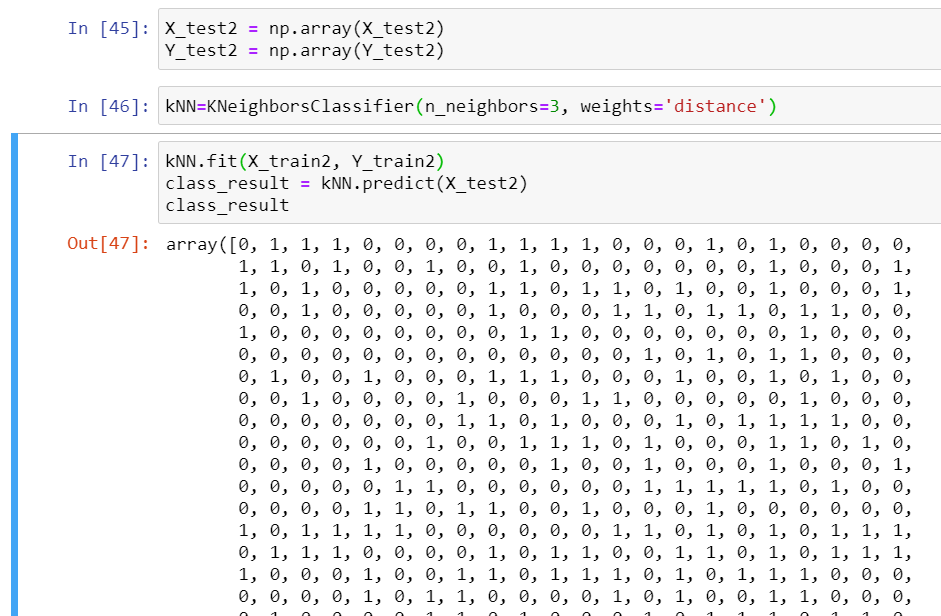 In [45]: X_test2 = np.array(X_test2)
Y_test2 = np.array(Y_test2)
In [46]: kNN=KNeighborsClassifier(n_neighbors=3, weights='distance')
In [47]: kNN.fit(X_train2, Y_train2)
class_result = kNN.predict(X_test2)
class_result
Out[47]: array([0, 1, 1, 1, 0, 0, 0, 0, 1, 1, 1, 1, 0, 0, 0, 1, 0, 1, 0, 0, 0, 0,
1, 1, 0, 1, 0, 0, 1, 0, 0, 1, 0, 0, 0, 0, 0, 0, 0, 1, 0, 0, 0, 1,
1, 0, 1, 0, 0, 0, 0, 0, 1, 1, 0, 1, 1, 0, 1, 0, 0, 1, 0, 0, 0, 1,
0, 0, 1, 0, 0, 0, 0, 0, 1, 0, 0, 0, 1, 1, 0, 1, 1, 0, 1, 1, 0, 0,
1, 0, 0, 0, 0, 0, 0, 0, 0, 1, 1, 0, 0, 0, 0, 0, 0, 0, 1, 0, 0, 0,
0, 0, 0, 0, 0, 0, 0, 0, 0, 0, 0, 0, 0, 1, 0, 1, 0, 1, 1, 0, 0, 0,
0, 1, 0, 0, 1, 0, 0, 0, 1, 1, 1, 0, 0, 0, 1, 0, 0, 1, 0, 1, 0, 0,
0, 0, 1, 0, 0, 0, 0, 1, 0, 0, 0, 1, 1, 0, 0, 0, 0, 0, 1, 0, 0, 0,
0, 0, 0, 0, 0, 0, 0, 1, 1, 0, 1, 0, 0, 0, 1, 0, 1, 1, 1, 1, 0, 0,
0, 0, 0, 0, 0, 0, 1, 0, 0, 1, 1, 1, 0, 1, 0, 0, 0, 1, 1, 0, 1, 0,
0, 0, 0, 0, 1, 0, 0, 0, 0, 0, 1, 0, 0, 1, 0, 0, 0, 1, 0, 0, 0, 1,
0, 0, 0, 0, 0, 1, 1, 0, 0, 0, 0, 0, 0, 1, 1, 1, 1, 1, 0, 1, 0, 0,
0, 0, 0, 0, 1, 1, 0, 1, 1, 0, 0, 1, 0, 0, 0, 1, 0, 0, 0, 0, 0, 0,
1, 0, 1, 1, 1, 1, 0, 0, 0, 0, 0, 0, 1, 1, 0, 1, 0, 1, 0, 1, 1, 1,
0, 1, 1, 1, 0, 0, 0, 0, 1, 0, 1, 1, 0, 0, 1, 1, 0, 1, 0, 1, 1, 1,
1, 0, 0, 0, 1, 0, 0, 1, 1, 0, 1, 1, 1, 0, 1, 0, 1, 1, 1, 0, 0, 0,
0, 0, 0, 0, 1, 0, 1, 1, 0, 0, 0, 0, 1, 0, 1, 0, 0, 1, 1, 0, 0, 0,